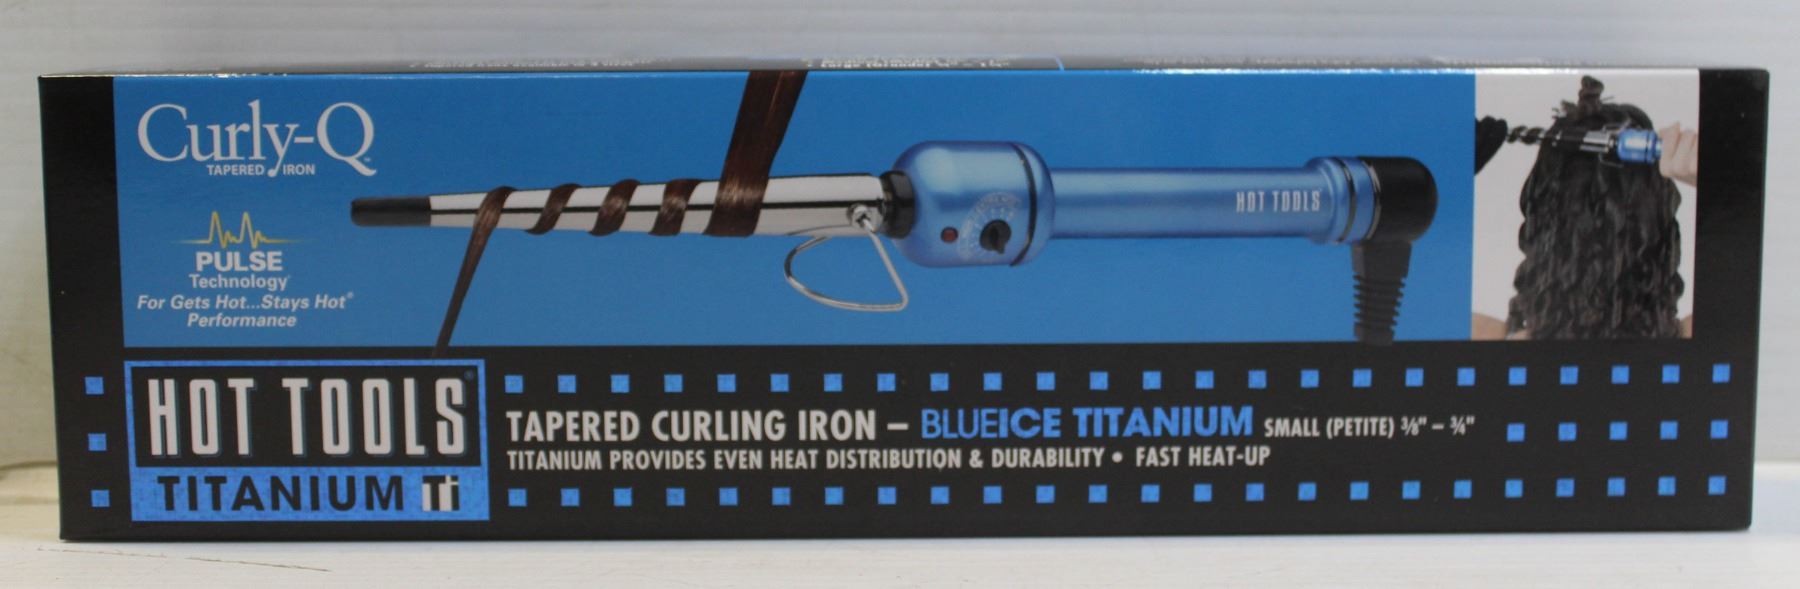 Curly-Q™
TAPERED IRON
PULSE
Technology
For Gets Hot...Stays Hot®
Performance
HOT TOOLS
HOT TOOLS®
TITANIUM Ti
TAPERED CURLING IRON – BLUEICE TITANIUM SMALL (PETITE) ⅜" – ¾"
TITANIUM PROVIDES EVEN HEAT DISTRIBUTION & DURABILITY • FAST HEAT-UP